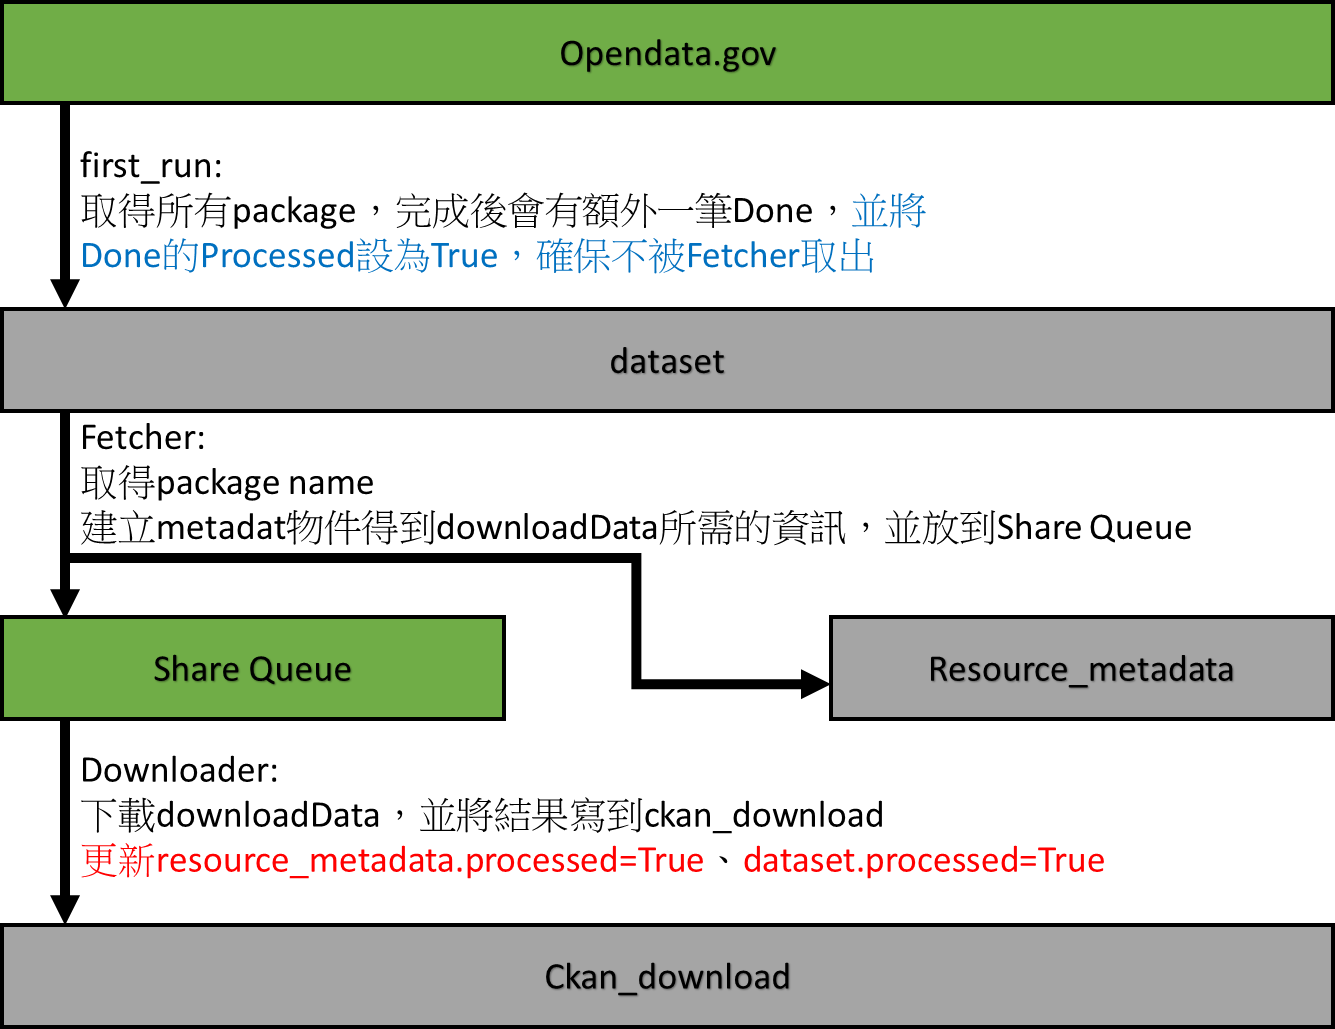 Opendata.gov
first_run:
取得所有package，完成後會有額外一筆Done，並將
Done的Processed設為True，確保不被Fetcher取出
dataset
Fetcher:
取得package name
建立metadat物件得到downloadData所需的資訊，並放到Share Queue
Share Queue
Resource_metadata
Downloader:
下載downloadData，並將結果寫到ckan_download
更新resource_metadata.processed=True、dataset.processed=True
Ckan_download